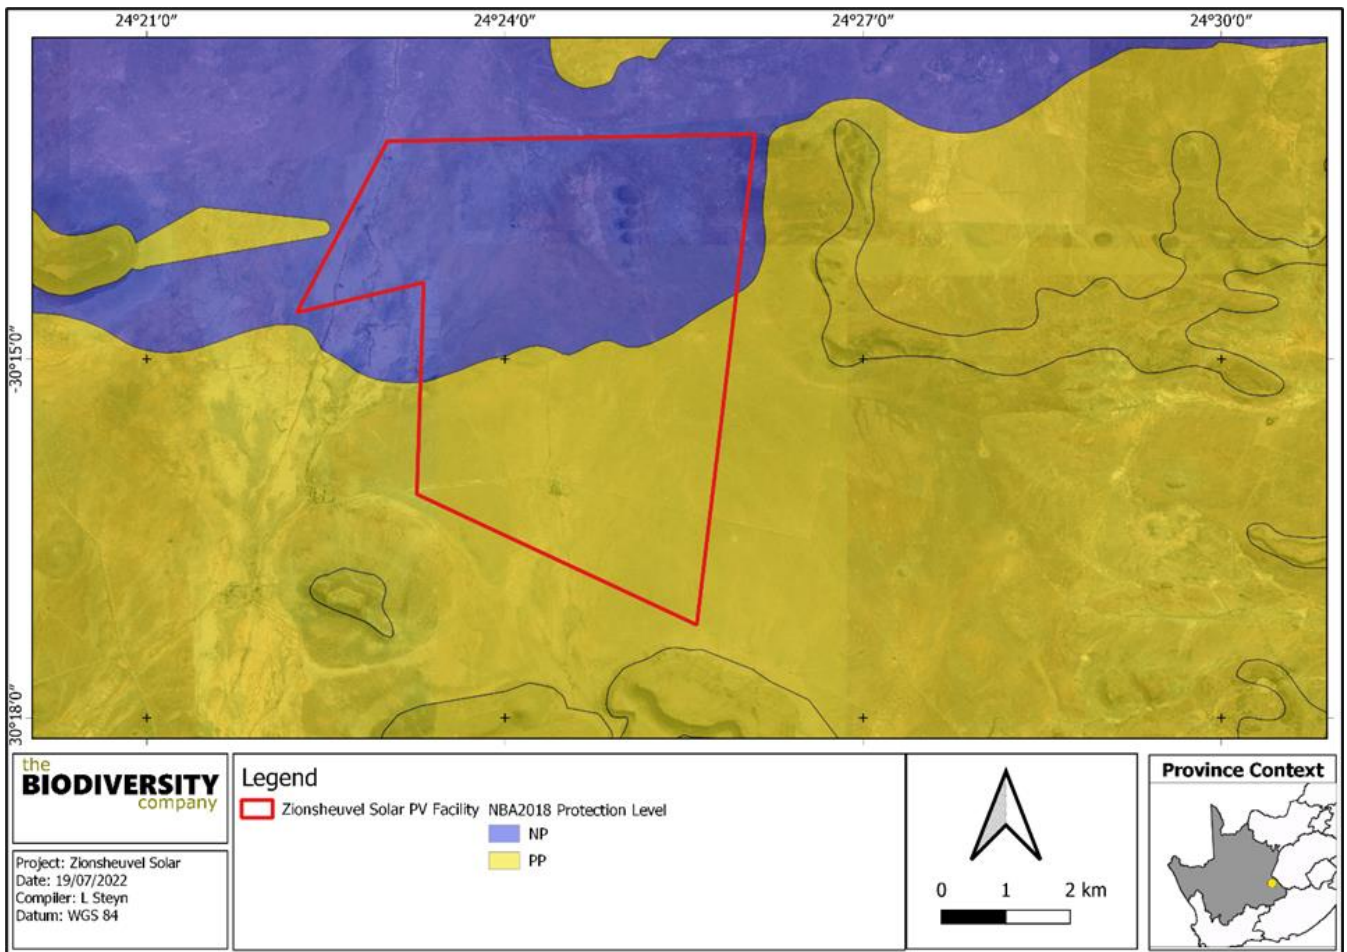 24°21′0″ 24°24′0″ 24°27′0″ 24°30′0″
-30°15′0″
30°18′0″
the
BIODIVERSITY
company
Project: Zionsheuvel Solar
Date: 19/07/2022
Compiler: L Steyn
Datum: WGS 84
Legend
Zionsheuvel Solar PV Facility NBA2018 Protection Level
NP
PP
0 1 2 km
Province Context